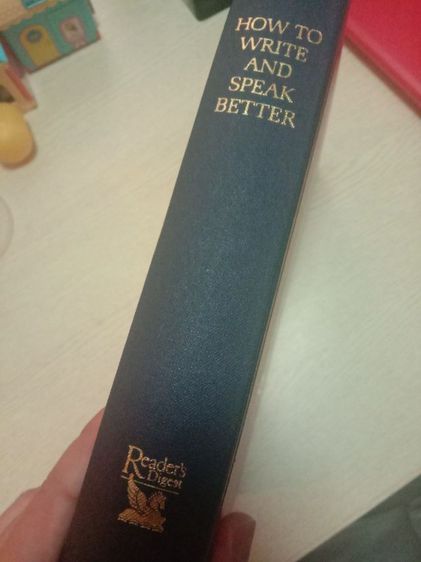 HOW TO
WRITE
AND
SPEAK
BETTER
Reader's
Digest